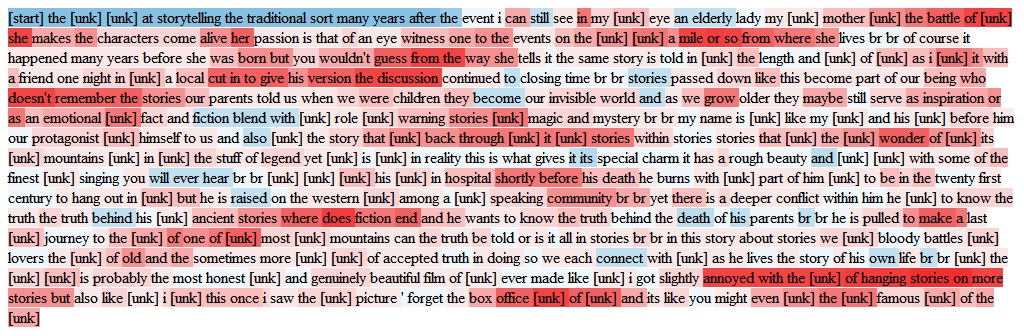 [start] the [unk] [unk] at storytelling the traditional sort many years after the event i can still see in my [unk] eye an elderly lady my [unk] mother [unk] the battle of [unk]
she makes the characters come alive her passion is that of an eye witness one to the events on the [unk] [unk] a mile or so from where she lives br br of course it
happened many years before she was born but you wouldn't guess from the way she tells it the same story is told in [unk] the length and [unk] of [unk] as i [unk] it with
a friend one night in [unk] a local cut in to give his version the discussion continued to closing time br br stories passed down like this become part of our being who
doesn't remember the stories our parents told us when we were children they become our invisible world and as we grow older they maybe still serve as inspiration or
as an emotional [unk] fact and fiction blend with [unk] role [unk] warning stories [unk] magic and mystery br br my name is [unk] like my [unk] and his [unk] before him
our protagonist [unk] himself to us and also [unk] the story that [unk] back through [unk] it [unk] stories within stories stories that [unk] the [unk] wonder of [unk] its
[unk] mountains [unk] in [unk] the stuff of legend yet [unk] is [unk] in reality this is what gives it its special charm it has a rough beauty and [unk] [unk] with some of the
finest [unk] singing you will ever hear br br [unk] [unk] [unk] his [unk] in hospital shortly before his death he burns with [unk] part of him [unk] to be in the twenty first
century to hang out in [unk] but he is raised on the western [unk] among a [unk] speaking community br br yet there is a deeper conflict within him he [unk] to know the
truth the truth behind his [unk] ancient stories where does fiction end and he wants to know the truth behind the death of his parents br br he is pulled to make a last
[unk] journey to the [unk] of one of [unk] most [unk] mountains can the truth be told or is it all in stories br br in this story about stories we [unk] bloody battles [unk]
lovers the [unk] of old and the sometimes more [unk] [unk] of accepted truth in doing so we each connect with [unk] as he lives the story of his own life br br [unk] the
[unk] [unk] is probably the most honest [unk] and genuinely beautiful film of [unk] ever made like [unk] i got slightly annoyed with the [unk] of hanging stories on more
stories but also like [unk] i [unk] this once i saw the [unk] picture ' forget the box office [unk] of [unk] and its like you might even [unk] the [unk] famous [unk] of the
[unk]